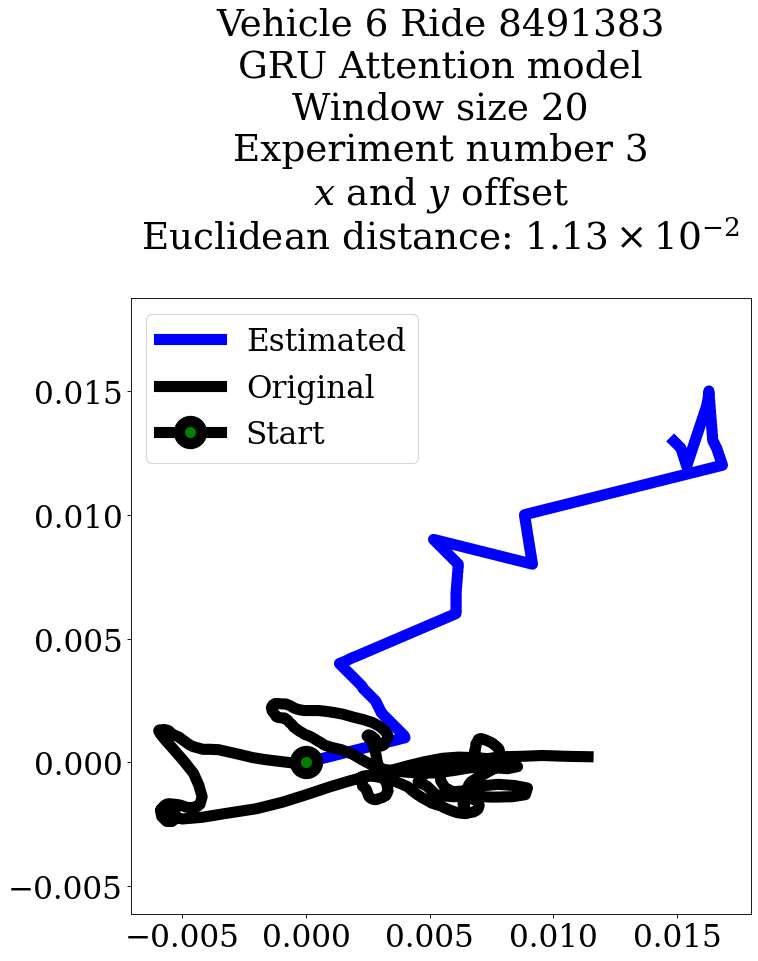 Vehicle 6 Ride 8491383
GRU Attention model
Window size 20
Experiment number 3
x and y offset
Euclidean distance: 1.13 × 10⁻²
Estimated
Original
Start
0.015
0.010
0.005
0.000
−0.005
−0.005 0.000 0.005 0.010 0.015